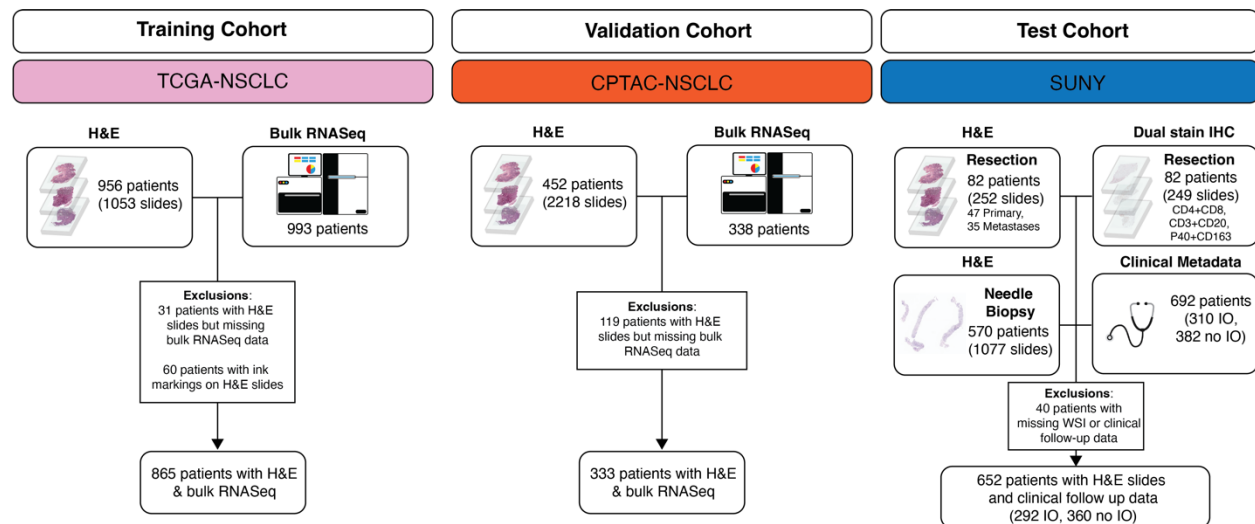 Training Cohort
TCGA-NSCLC
H&E
956 patients
(1053 slides)
Bulk RNASeq
993 patients
Exclusions:
31 patients with H&E
slides but missing
bulk RNASeq data
60 patients with ink
markings on H&E slides
865 patients with H&E
& bulk RNASeq
Validation Cohort
CPTAC-NSCLC
H&E
452 patients
(2218 slides)
Bulk RNASeq
338 patients
Exclusions:
119 patients with H&E
slides but missing bulk
RNASeq data
333 patients with H&E
& bulk RNASeq
Test Cohort
SUNY
H&E
Resection
82 patients
(252 slides)
47 Primary,
35 Metastases
Dual stain IHC
Resection
82 patients
(249 slides)
CD4+CD8,
CD3+CD20,
P40+CD163
H&E
Needle
Biopsy
570 patients
(1077 slides)
Clinical Metadata
692 patients
(310 IO,
382 no IO)
Exclusions:
40 patients with
missing WSI or clinical
follow-up data
652 patients with H&E slides
and clinical follow up data
(292 IO, 360 no IO)